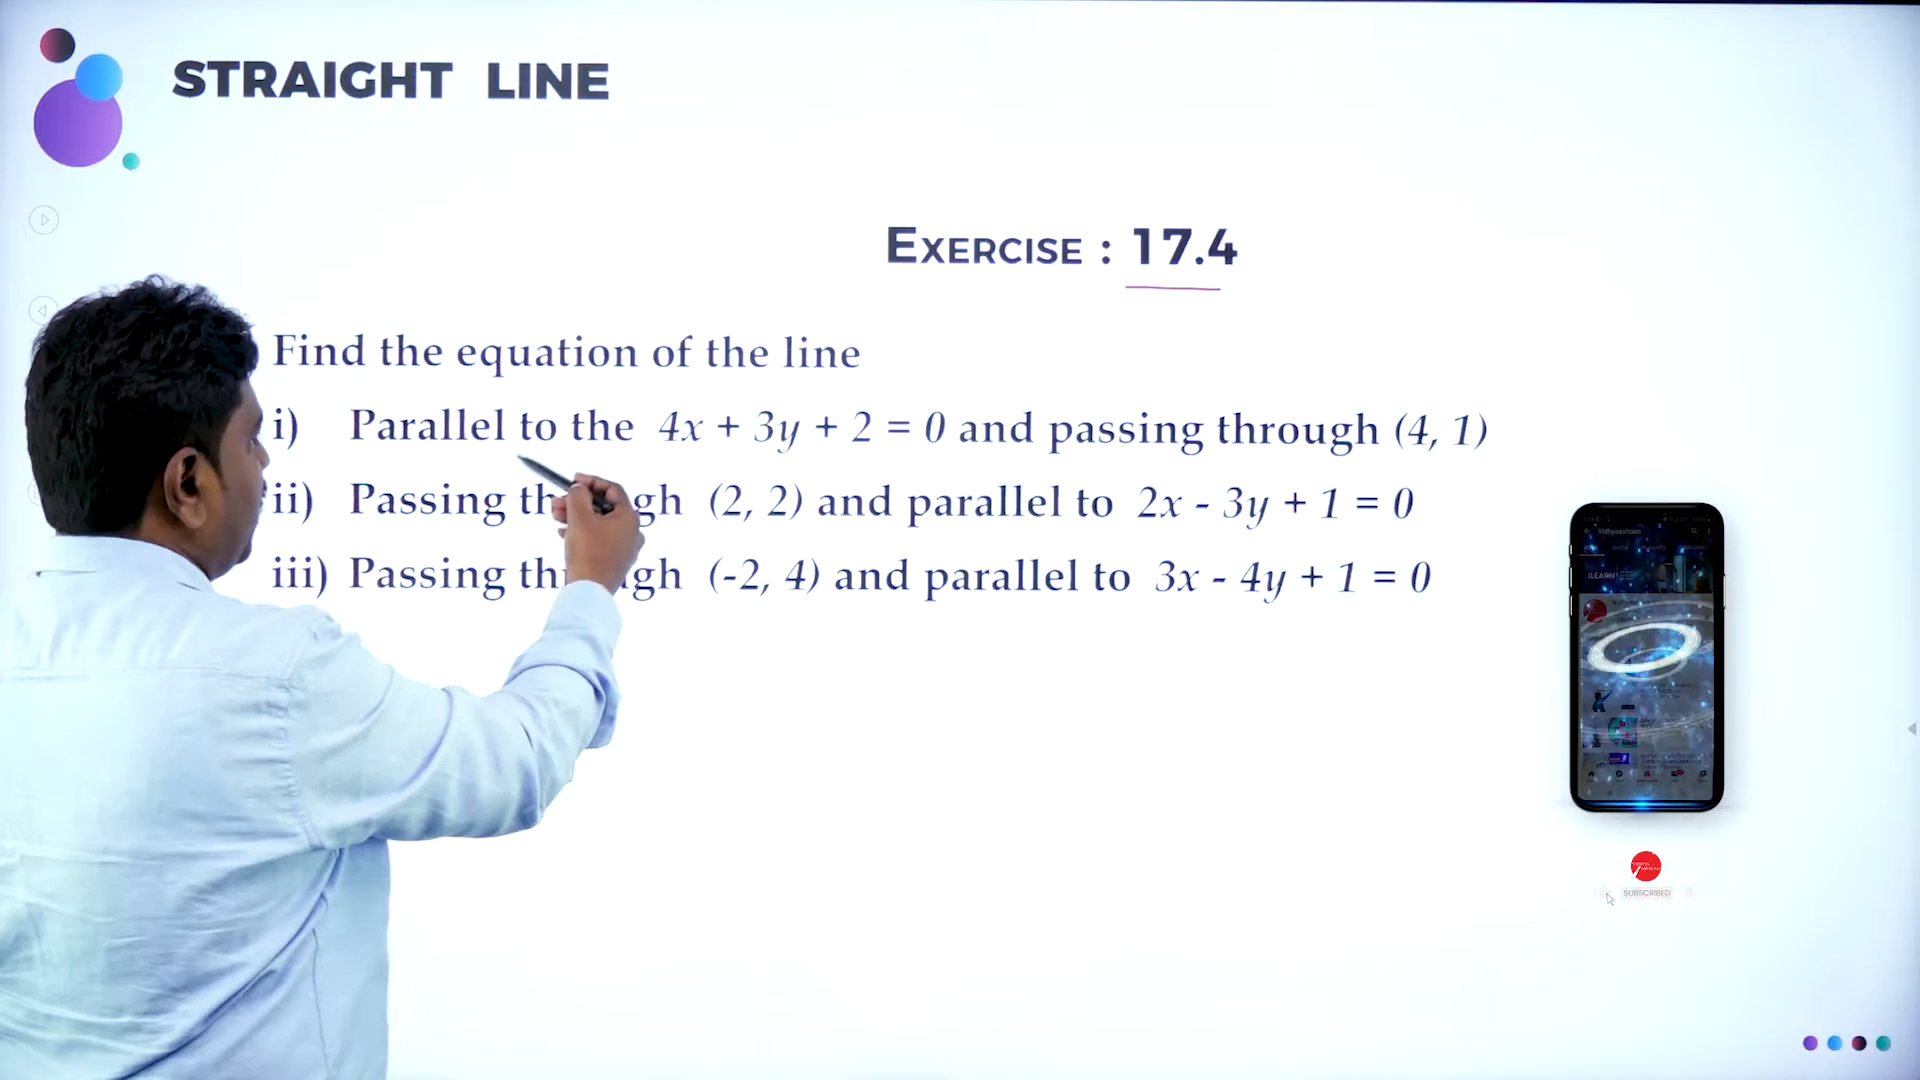 STRAIGHT LINE
EXERCISE : 17.4
Find the equation of the line
i) Parallel to the 4x + 3y + 2 = 0 and passing through (4, 1)
ii) Passing gh (2, 2) and parallel to 2x - 3y + 1 = 0
iii) Passing gh (-2, 4) and parallel to 3x - 4y + 1 = 0
SUBSCRIBED